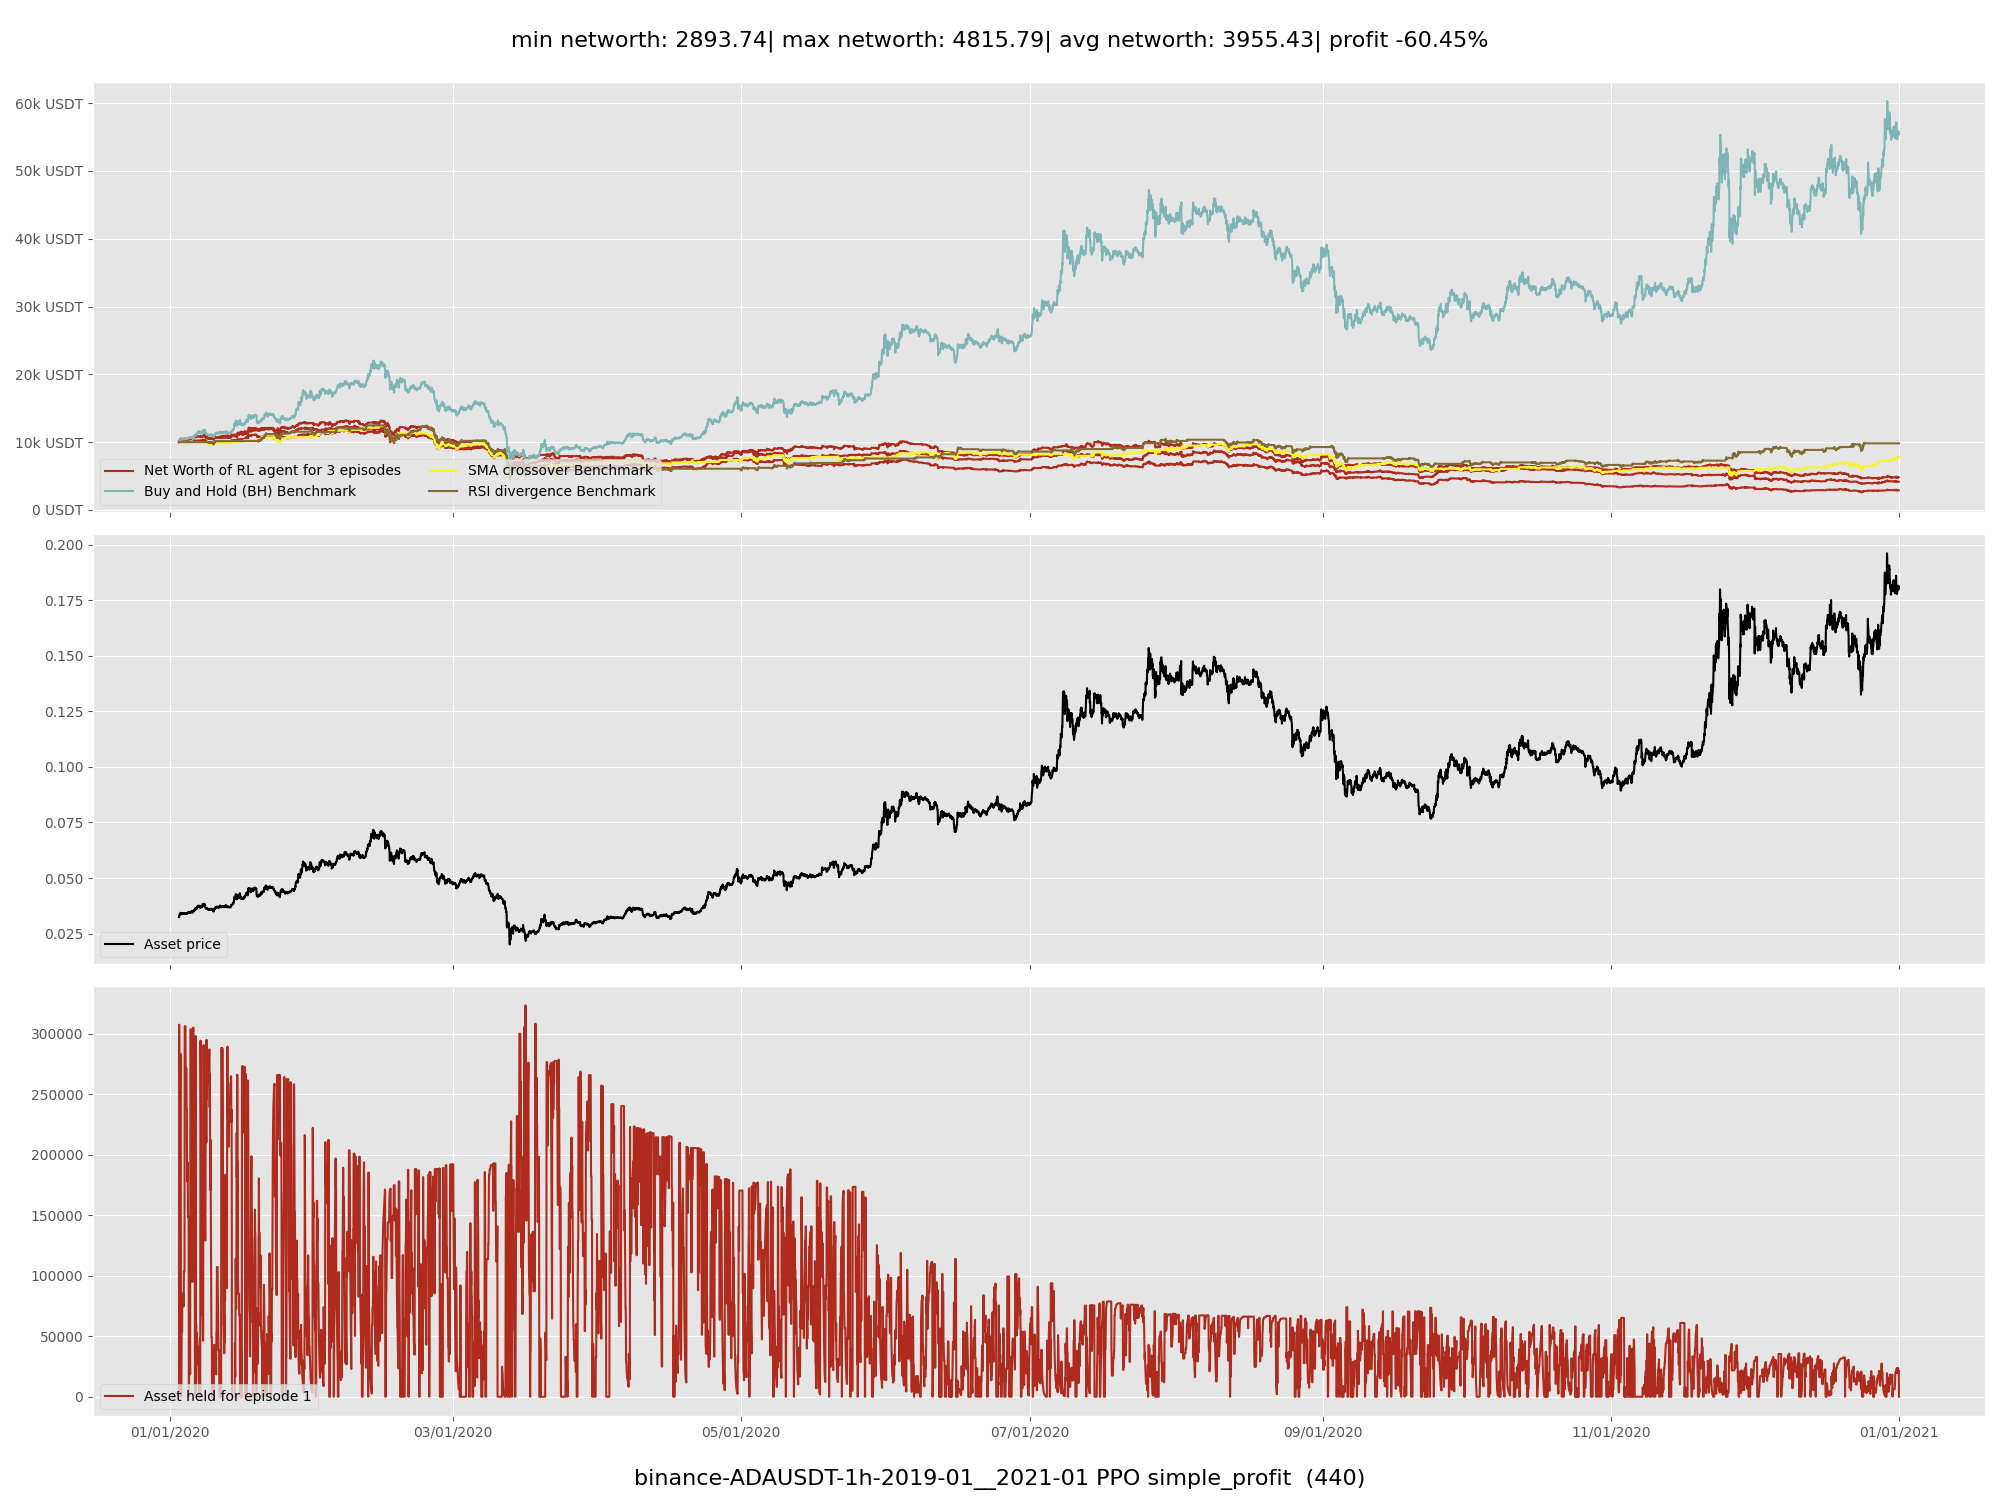 min networth: 2893.74| max networth: 4815.79| avg networth: 3955.43| profit -60.45%
60k USDT
50k USDT
40k USDT
30k USDT
20k USDT
10k USDT
0 USDT
Net Worth of RL agent for 3 episodes
Buy and Hold (BH) Benchmark
SMA crossover Benchmark
RSI divergence Benchmark
0.200
0.175
0.150
0.125
0.100
0.075
0.050
0.025
Asset price
300000
250000
200000
150000
100000
50000
0
Asset held for episode 1
01/01/2020 03/01/2020 05/01/2020 07/01/2020 09/01/2020 11/01/2020 01/01/2021
binance-ADAUSDT-1h-2019-01__2021-01 PPO simple_profit (440)